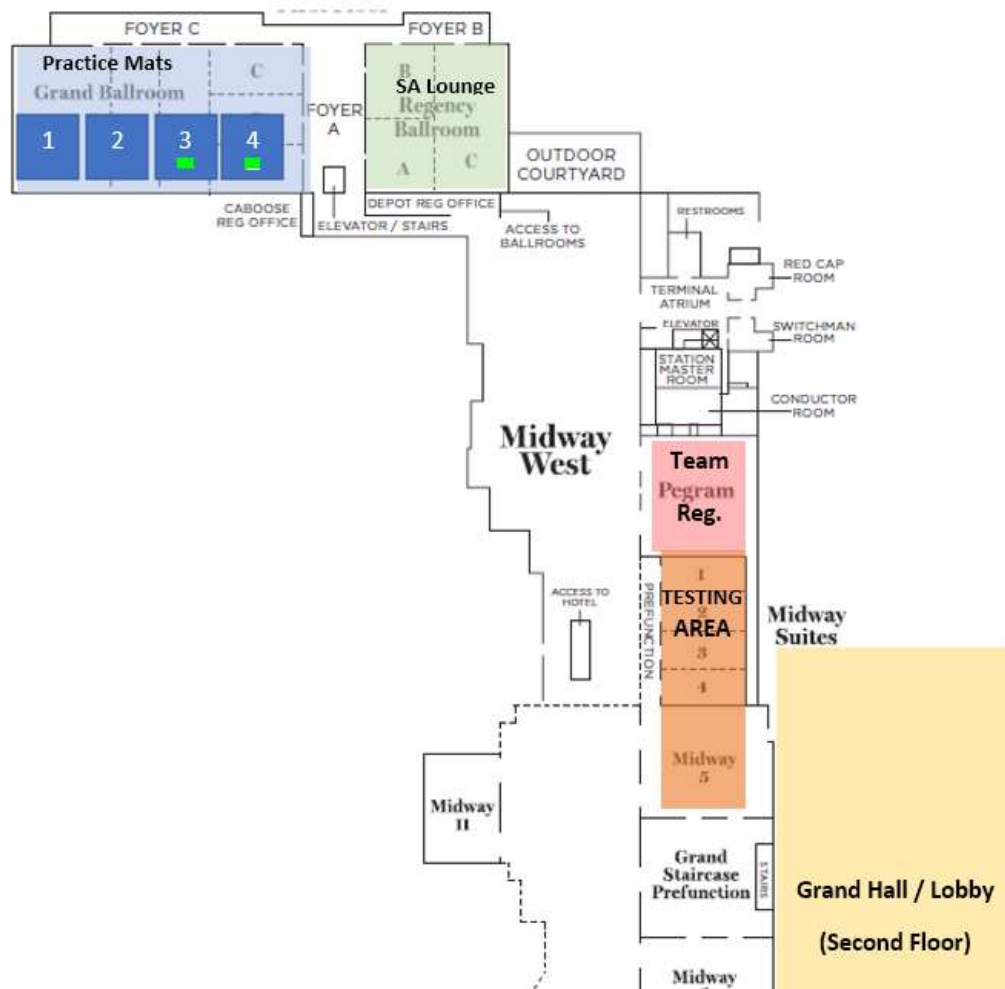 FOYER C
FOYER B
Practice Mats
C
Grand Ballroom
1
2
3
4
FOYER
A
B
SA Lounge
Regency
Ballroom
A
C
OUTDOOR
COURTYARD
CABOOSE
REG OFFICE
ELEVATOR / STAIRS
DEPOT REG OFFICE
ACCESS TO
BALLROOMS
RESTROOMS
RED CAP
ROOM
TERMINAL
ATRIUM
ELEVATOR
SWITCHMAN
ROOM
STATION
MASTER
ROOM
CONDUCTOR
ROOM
Midway
West
Team
Pegram
Reg.
1
TESTING
2
AREA
3
4
PREFUNCTION
ACCESS TO
HOTEL
Midway
Suites
Midway
5
Midway
11
Grand
Staircase
Prefunction
STAIRS
Grand Hall / Lobby
(Second Floor)
Midway